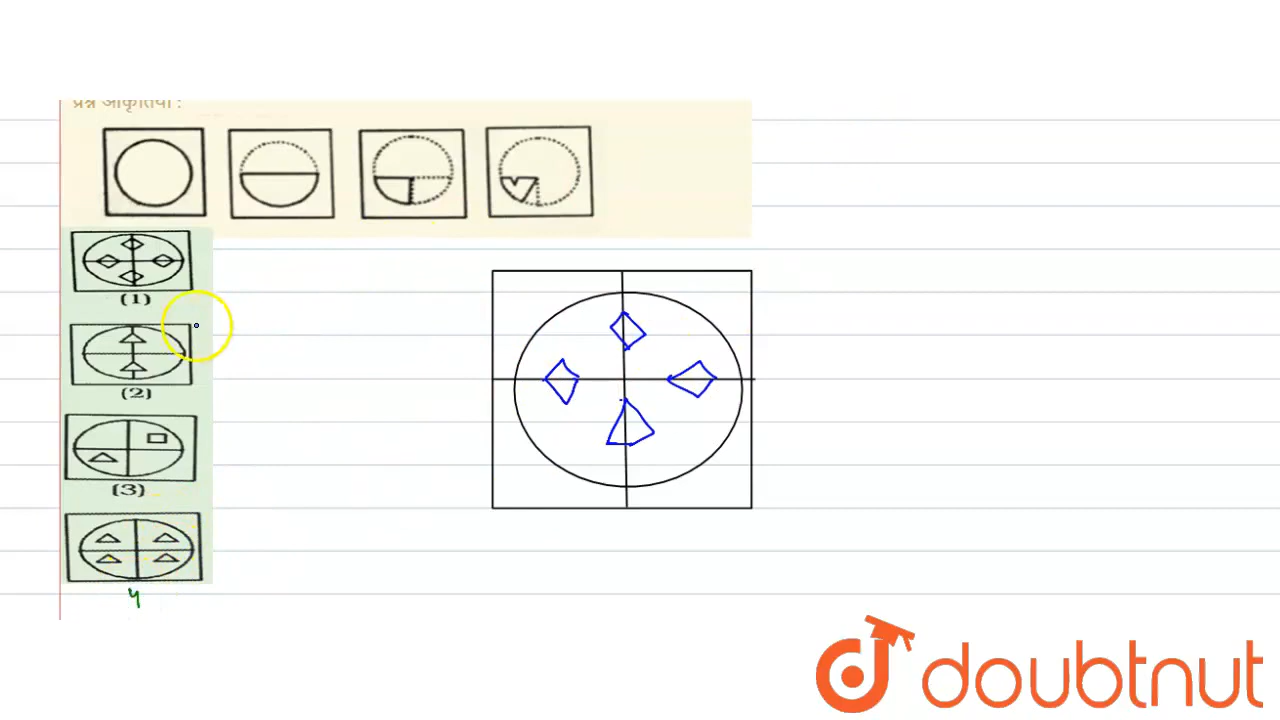 प्रश्न आकृतियाँ :
(1)
(2)
(3)
4
doubtnut